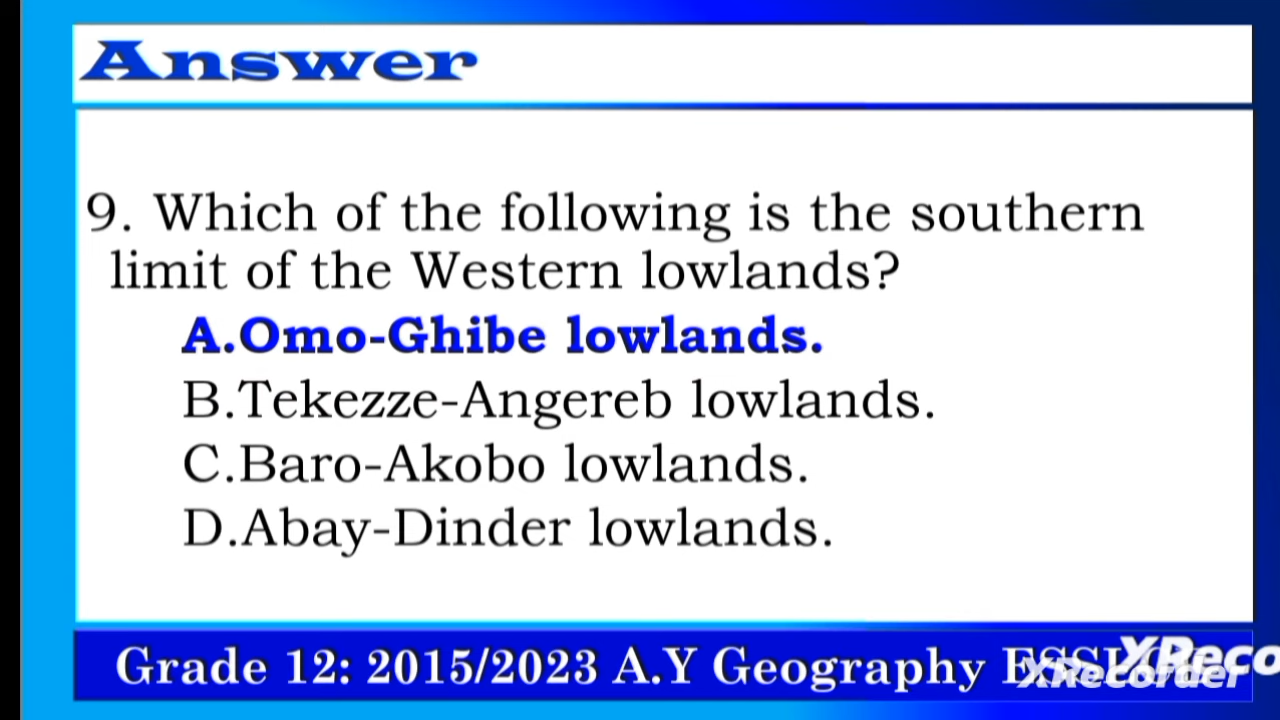 Answer
9. Which of the following is the southern
limit of the Western lowlands?
A.Omo-Ghibe lowlands.
B.Tekezze-Angereb lowlands.
C.Baro-Akobo lowlands.
D.Abay-Dinder lowlands.
Grade 12: 2015/2023 A.Y Geography
XReco
XRecorder